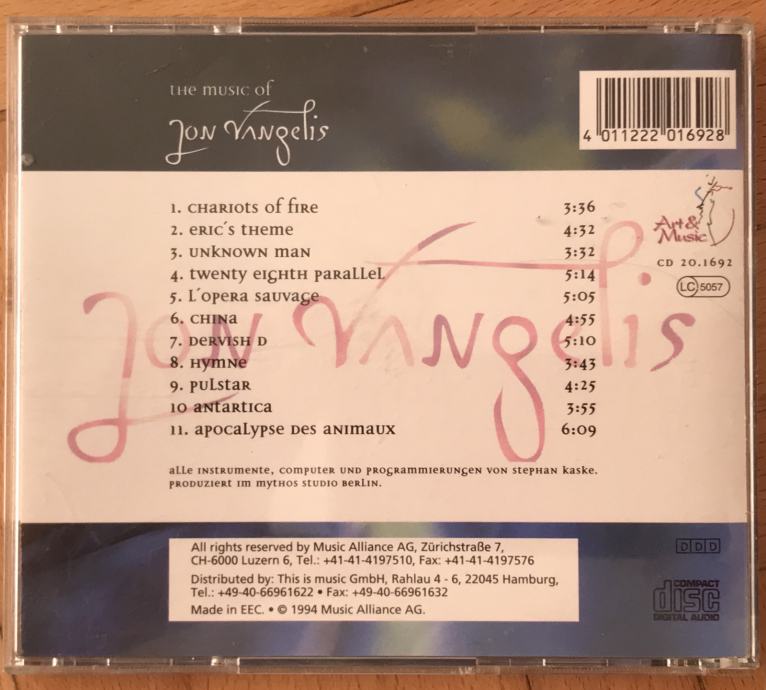 the music of
Jon Vangelis
4 011222 016928
1. chariots of fire 3:36
2. eric´s theme 4:32
3. unknown man 3:32
4. twenty eighth parallel 5:14
5. l´opera sauvage 5:05
6. china 4:55
7. dervish d 5:10
8. hymne 3:43
9. pulstar 4:25
10 antartica 3:55
11. apocalypse des animaux 6:09
Art&
Music
CD 20.1692
LC 5057
Jon Vangelis
alle instrumente, computer und programmierungen von stephan kaske.
produziert im mythos studio berlin.
All rights reserved by Music Alliance AG, Zürichstraße 7,
CH-6000 Luzern 6, Tel.: +41-41-4197510, Fax: +41-41-4197576
Distributed by: This is music GmbH, Rahlau 4 - 6, 22045 Hamburg,
Tel.: +49-40-66961622 • Fax: +49-40-66961632
Made in EEC. • © 1994 Music Alliance AG.
DDD
COMPACT
disc
DIGITAL AUDIO